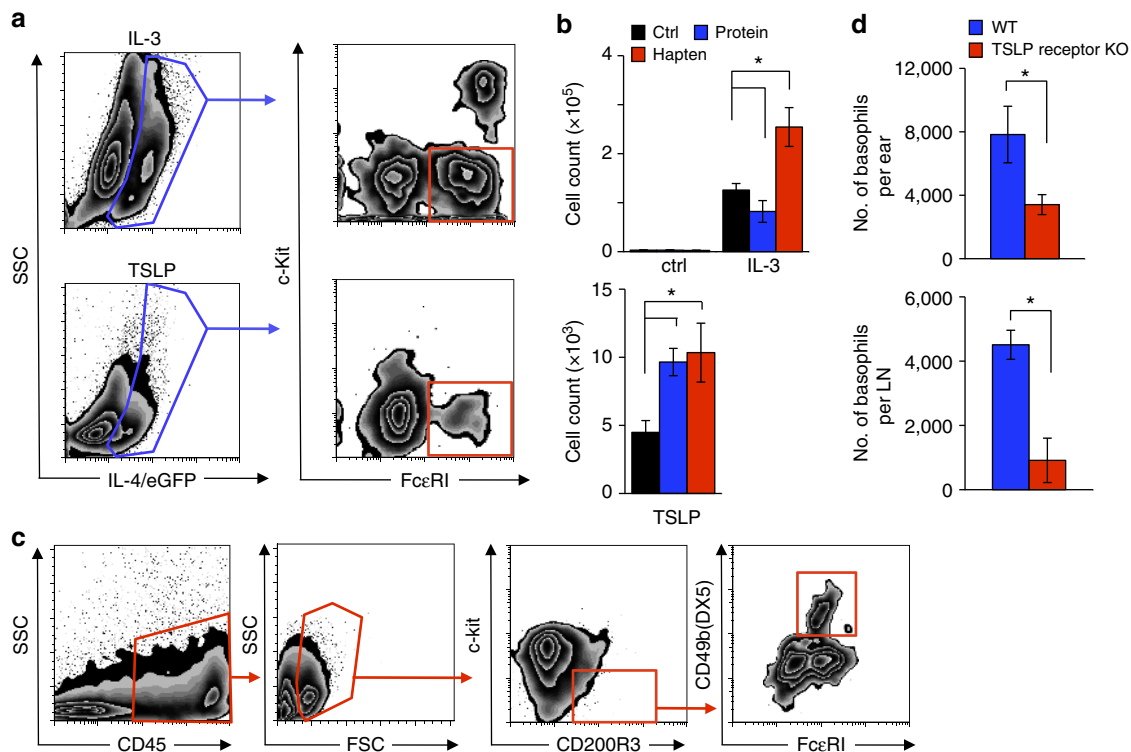 a
IL-3
SSC
TSLP
IL-4/eGFP
c-Kit
FcεRI
b
Ctrl Protein
Hapten
Cell count (×10⁵)
4
2
0
*
ctrl IL-3
Cell count (×10³)
15
10
5
0
*
TSLP
d
WT
TSLP receptor KO
No. of basophils
per ear
12,000
8,000
4,000
0
*
No. of basophils
per LN
6,000
4,000
2,000
0
*
c
SSC
CD45
SSC
FSC
c-kit
CD200R3
CD49b(DX5)
FcεRI